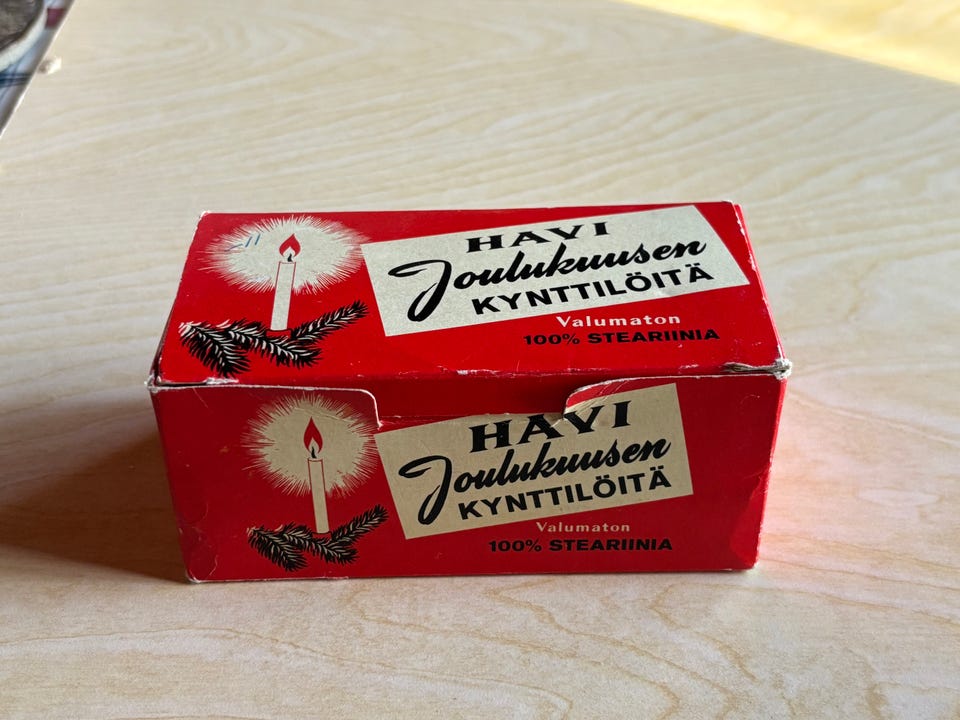 HAVI
Joulukuusen
KYNTTILÖITÄ
Valumaton
100% STEARIINIA
HAVI
Joulukuusen
KYNTTILÖITÄ
Valumaton
100% STEARIINIA